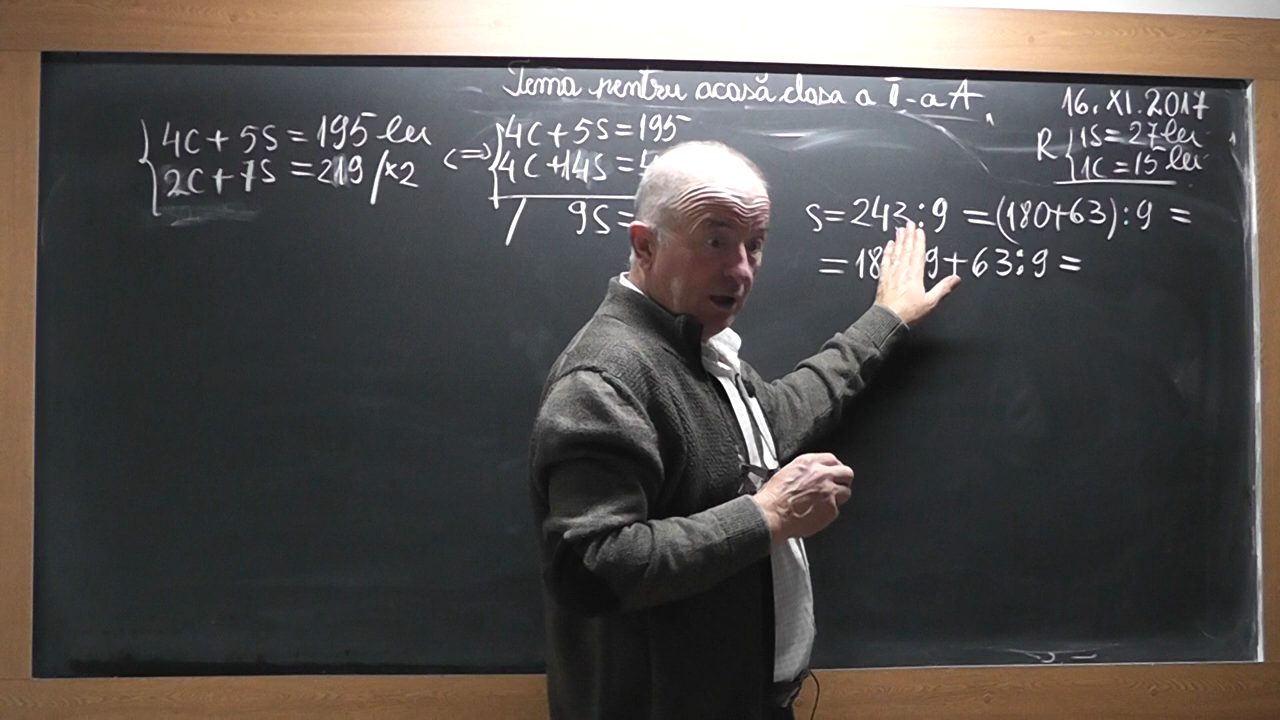 Tema pentru acasă clasa a V-a A
16.XI.2017
4C + 5S = 195 lei
2C + 7S = 219 /×2
<=>
4C + 5S = 195
4C + 14S =
/ 9S =
R
1S = 27 lei
1C = 15 lei
S = 243:9 = (180+63):9 =
= 18 9 + 63:9 =